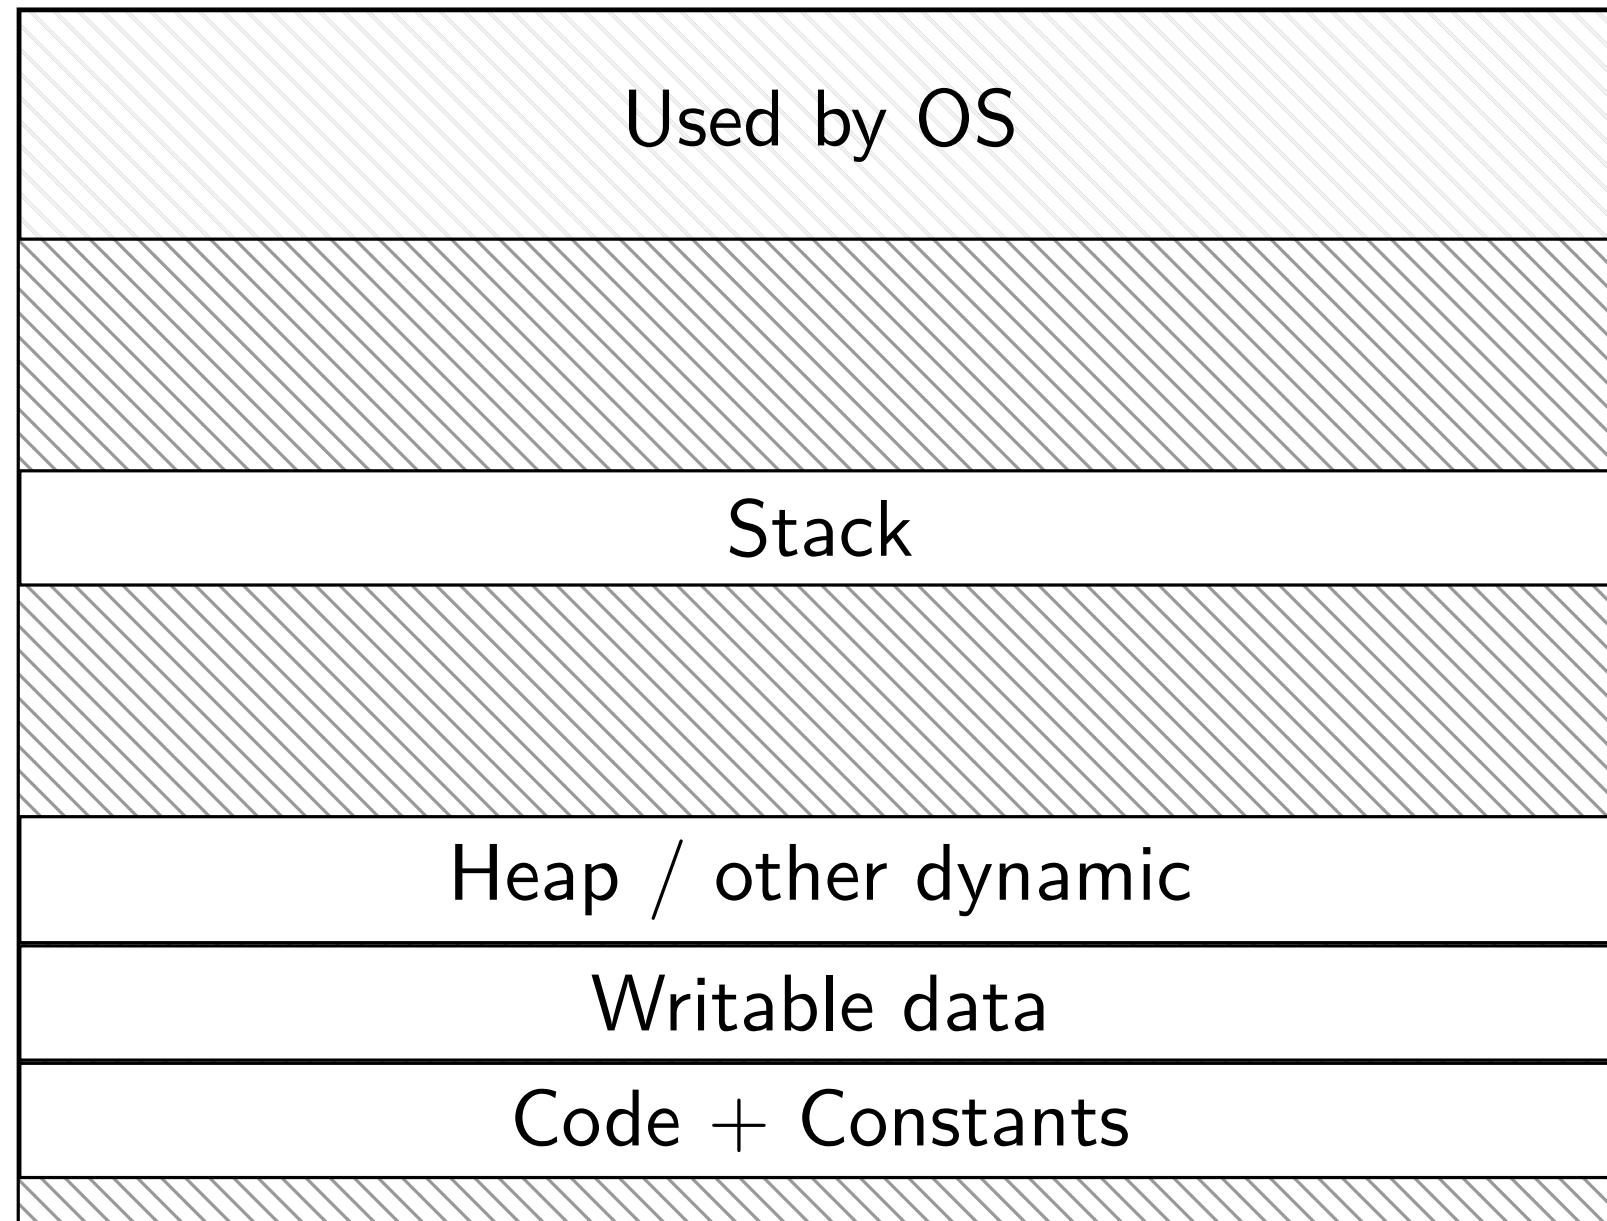 Used by OS
Stack
Heap / other dynamic
Writable data
Code + Constants